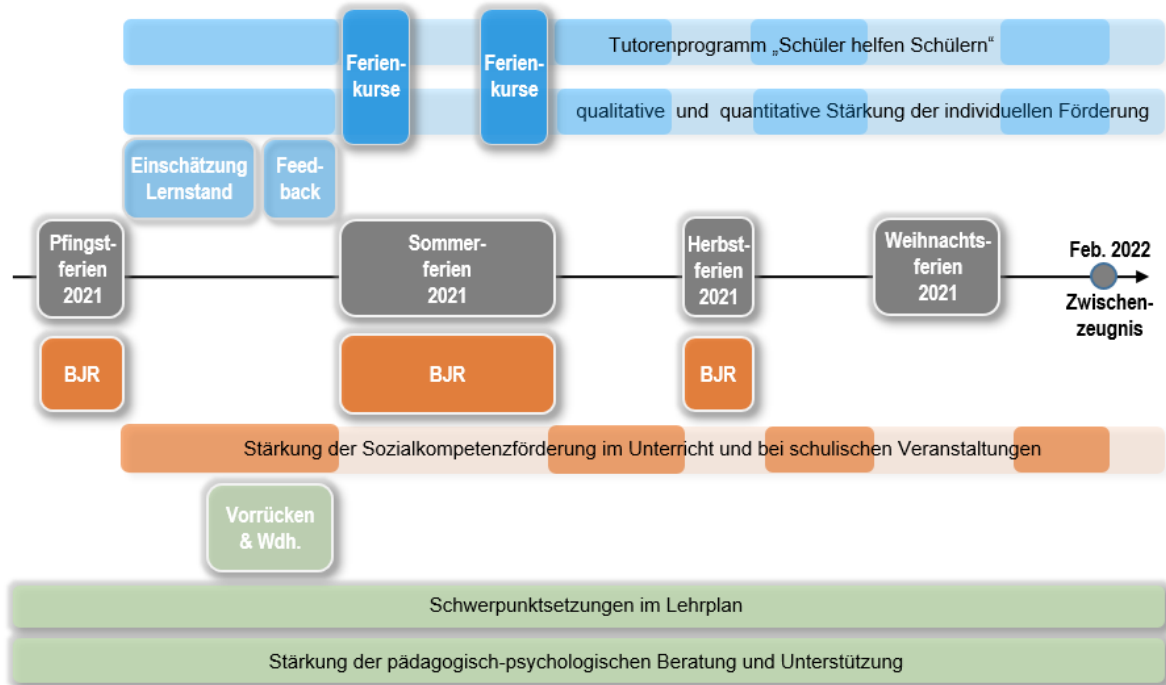 Tutorenprogramm „Schüler helfen Schülern“
Ferien-
kurse
Ferien-
kurse
qualitative und quantitative Stärkung der individuellen Förderung
Einschätzung
Lernstand
Feed-
back
Pfingst-
ferien
2021
Sommer-
ferien
2021
Herbst-
ferien
2021
Weihnachts-
ferien
2021
Feb. 2022
Zwischen-
zeugnis
BJR
BJR
BJR
Stärkung der Sozialkompetenzförderung im Unterricht und bei schulischen Veranstaltungen
Vorrücken
& Wdh.
Schwerpunktsetzungen im Lehrplan
Stärkung der pädagogisch-psychologischen Beratung und Unterstützung